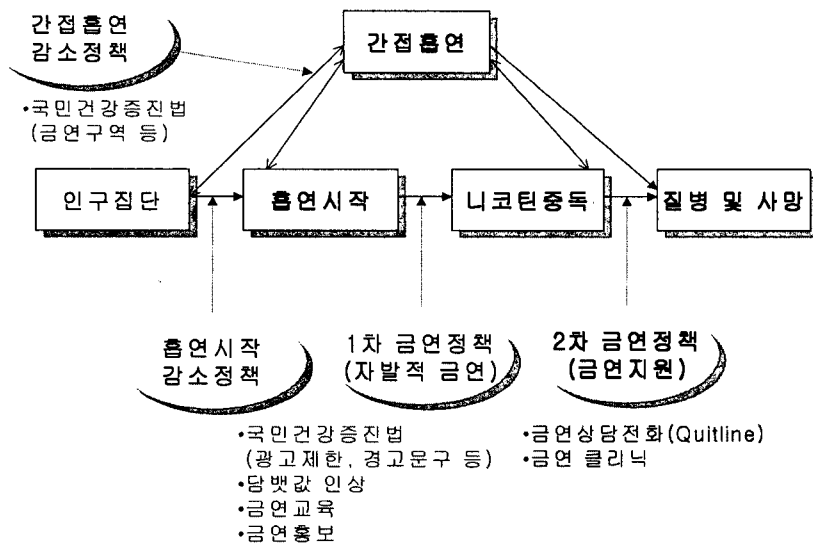 간접흡연
감소정책
간접흡연
•국민건강증진법
(금연구역 등)
인구집단
흡연시작
니코틴중독
질병 및 사망
흡연시작
감소정책
1차 금연정책
(자발적 금연)
2차 금연정책
(금연지원)
•국민건강증진법
(광고제한, 경고문구 등)
•담뱃값 인상
•금연교육
•금연홍보
•금연상담전화(Quitline)
•금연 클리닉